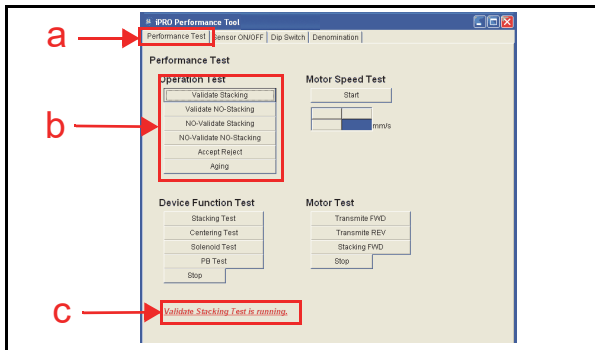 iPRO Performance Tool
a
Performance Test Sensor ON/OFF Dip Switch Denomination
Performance Test
Operation Test
Motor Speed Test
Validate Stacking
Start
Validate NO-Stacking
b
NO-Validate Stacking
mm/s
NO-Validate NO-Stacking
Accept Reject
Aging
Device Function Test
Motor Test
Stacking Test
Transmite FWD
Centering Test
Transmite REV
Solenoid Test
Stacking FWD
PB Test
Stop
Stop
c
Validate Stacking Test is running.